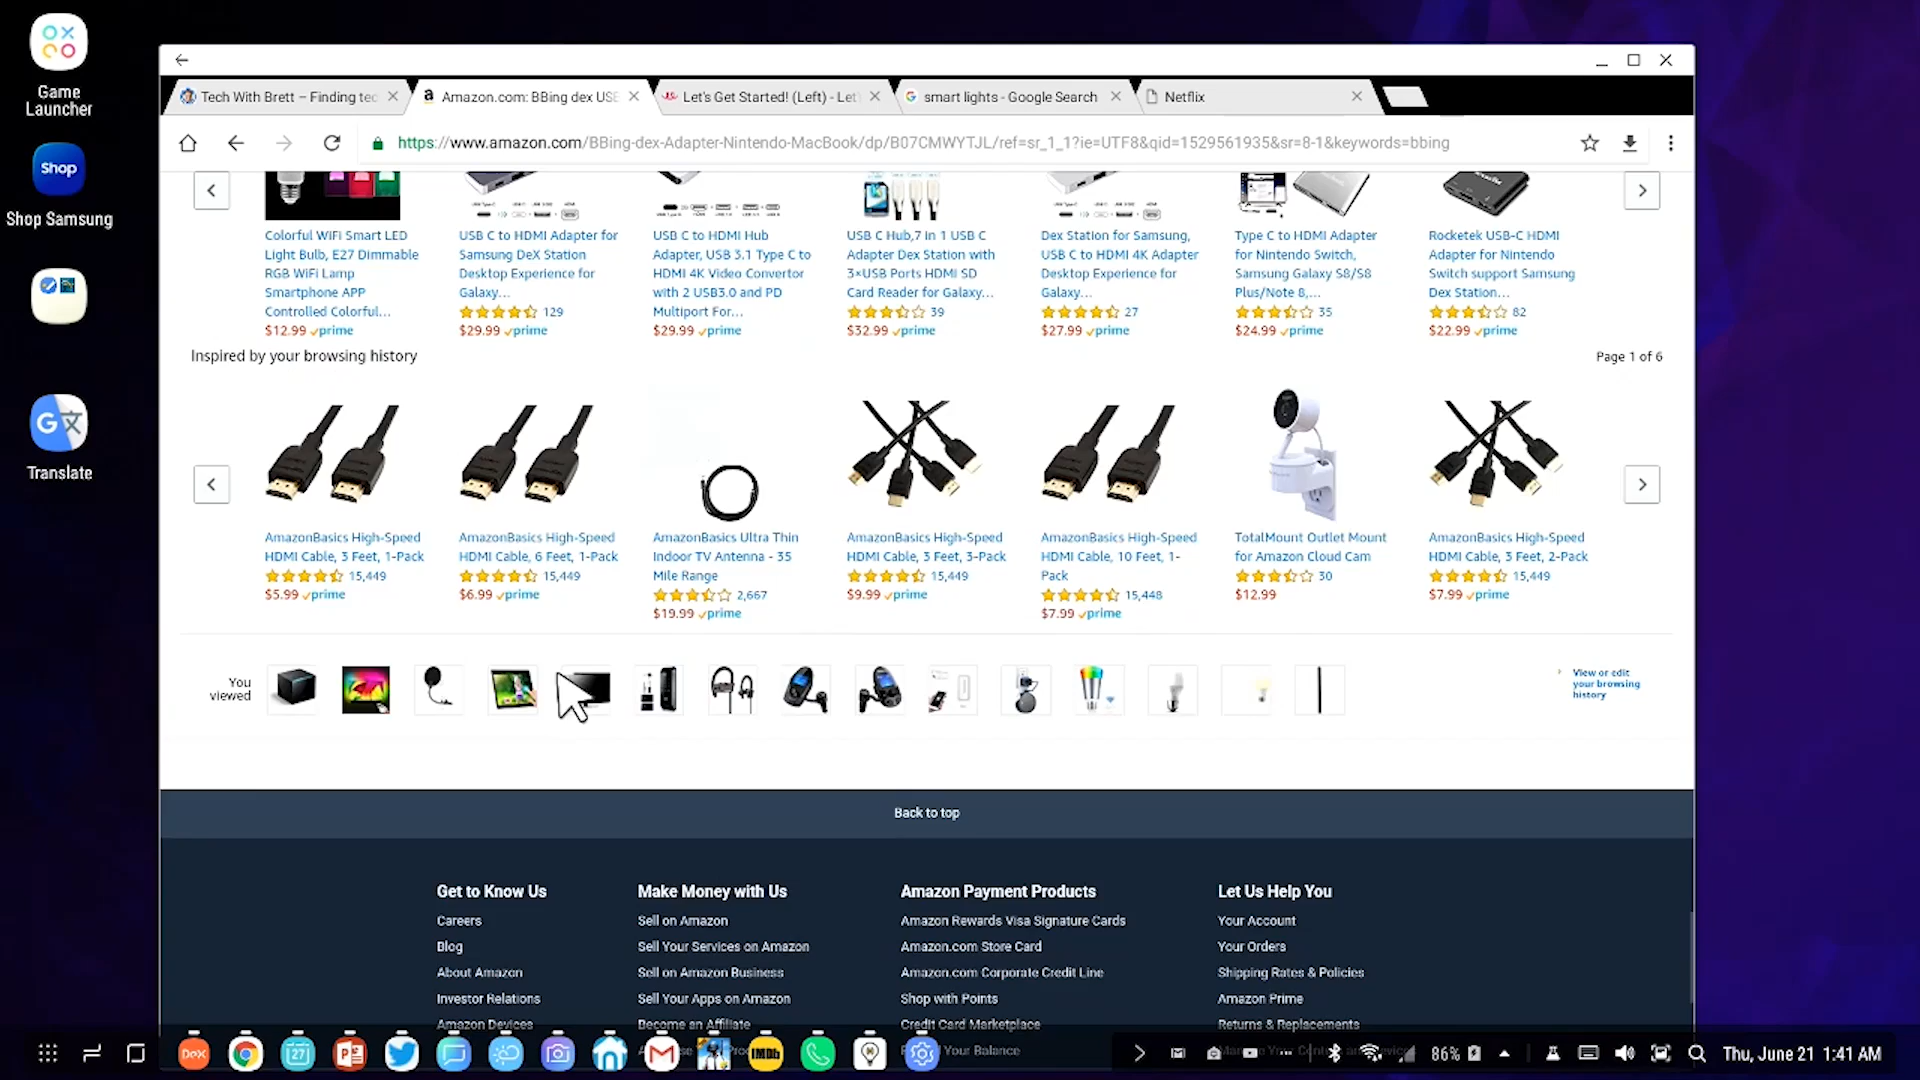 Game
Launcher
Shop
Shop Samsung
Translate
Tech With Brett – Finding tec
Amazon.com: BBing dex USB
Let's Get Started! (Left) - Let'
smart lights - Google Search
Netflix
https://www.amazon.com/BBing-dex-Adapter-Nintendo-MacBook/dp/B07CMWYTJL/ref=sr_1_1?ie=UTF8&qid=1529561935&sr=8-1&keywords=bbing
Colorful WiFi Smart LED
Light Bulb, E27 Dimmable
RGB WiFi Lamp
Smartphone APP
Controlled Colorful...
$12.99 prime
USB C to HDMI Adapter for
Samsung DeX Station
Desktop Experience for
Galaxy...
129
$29.99 prime
USB C to HDMI Hub
Adapter, USB 3.1 Type C to
HDMI 4K Video Convertor
with 2 USB3.0 and PD
Multiport For...
$29.99 prime
USB C Hub,7 in 1 USB C
Adapter Dex Station with
3×USB Ports HDMI SD
Card Reader for Galaxy...
39
$32.99 prime
Dex Station for Samsung,
USB C to HDMI 4K Adapter
Desktop Experience for
Galaxy...
27
$27.99 prime
Type C to HDMI Adapter
for Nintendo Switch,
Samsung Galaxy S8/S8
Plus/Note 8,...
35
$24.99 prime
Rocketek USB-C HDMI
Adapter for Nintendo
Switch support Samsung
Dex Station...
82
$22.99 prime
Inspired by your browsing history
Page 1 of 6
AmazonBasics High-Speed
HDMI Cable, 3 Feet, 1-Pack
15,449
$5.99 prime
AmazonBasics High-Speed
HDMI Cable, 6 Feet, 1-Pack
15,449
$6.99 prime
AmazonBasics Ultra Thin
Indoor TV Antenna - 35
Mile Range
2,667
$19.99 prime
AmazonBasics High-Speed
HDMI Cable, 3 Feet, 3-Pack
15,449
$9.99 prime
AmazonBasics High-Speed
HDMI Cable, 10 Feet, 1-
Pack
15,448
$7.99 prime
TotalMount Outlet Mount
for Amazon Cloud Cam
30
$12.99
AmazonBasics High-Speed
HDMI Cable, 3 Feet, 2-Pack
15,449
$7.99 prime
You
viewed
View or edit
your browsing
history
Back to top
Get to Know Us
Careers
Blog
About Amazon
Investor Relations
Amazon Devices
Make Money with Us
Sell on Amazon
Sell Your Services on Amazon
Sell on Amazon Business
Sell Your Apps on Amazon
Become an Affiliate
Amazon Payment Products
Amazon Rewards Visa Signature Cards
Amazon.com Store Card
Amazon.com Corporate Credit Line
Shop with Points
Credit Card Marketplace
Your Balance
Let Us Help You
Your Account
Your Orders
Shipping Rates & Policies
Amazon Prime
Returns & Replacements
DeX
27
IMDb
86%
Thu, June 21 1:41 AM